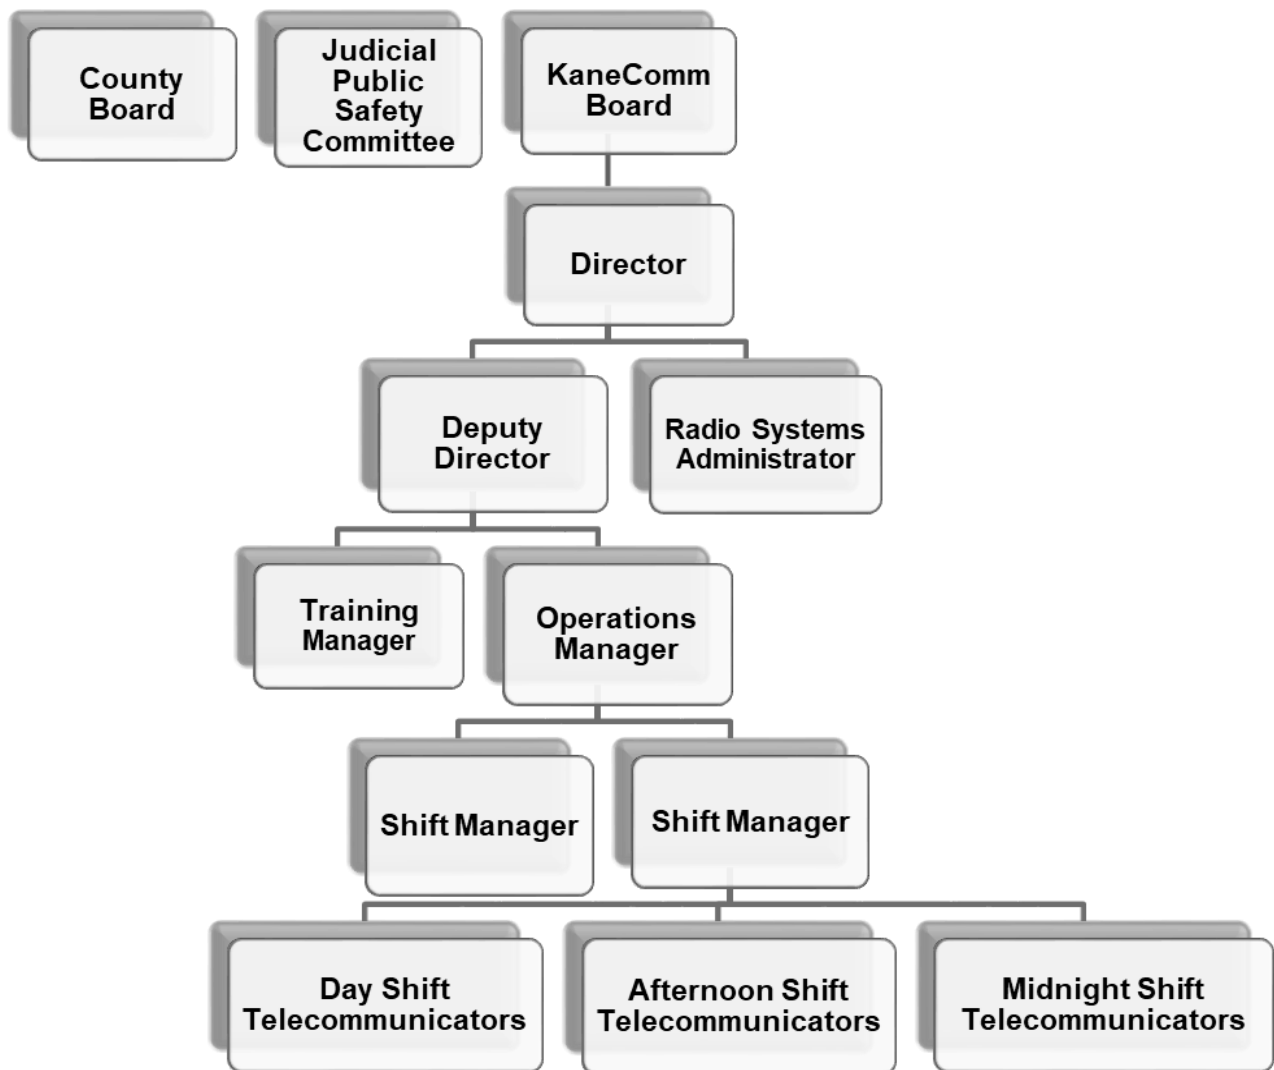 County
Board
Judicial
Public
Safety
Committee
KaneComm
Board
Director
Deputy
Director
Radio Systems
Administrator
Training
Manager
Operations
Manager
Shift Manager
Shift Manager
Day Shift
Telecommunicators
Afternoon Shift
Telecommunicators
Midnight Shift
Telecommunicators